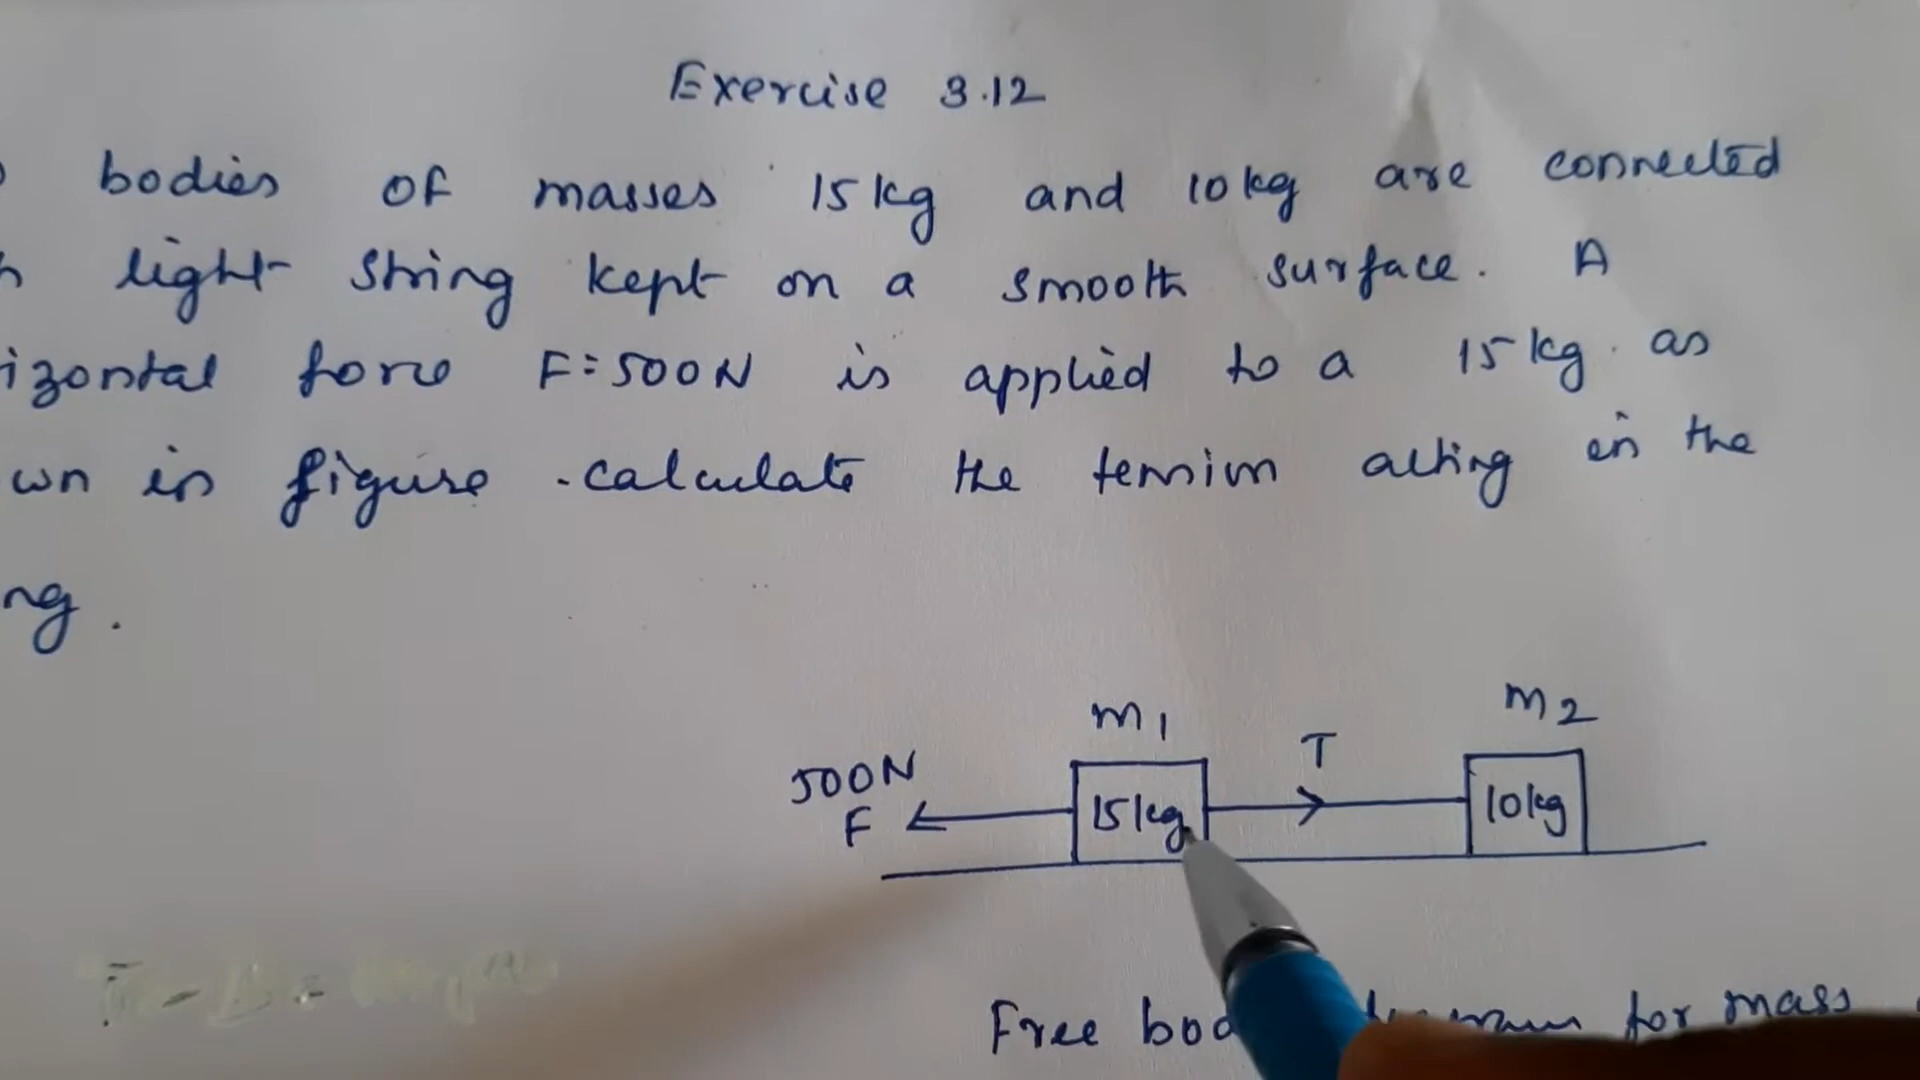 Exercise 3.12
bodies of masses 15 kg and 10 kg are connected
light string kept on a smooth surface. A
izontal force F=500N is applied to a 15 kg. as
wn in figure. calculate the tension acting in the
ng.
m1
m2
500N
T
F
15kg
10kg
Free for mass